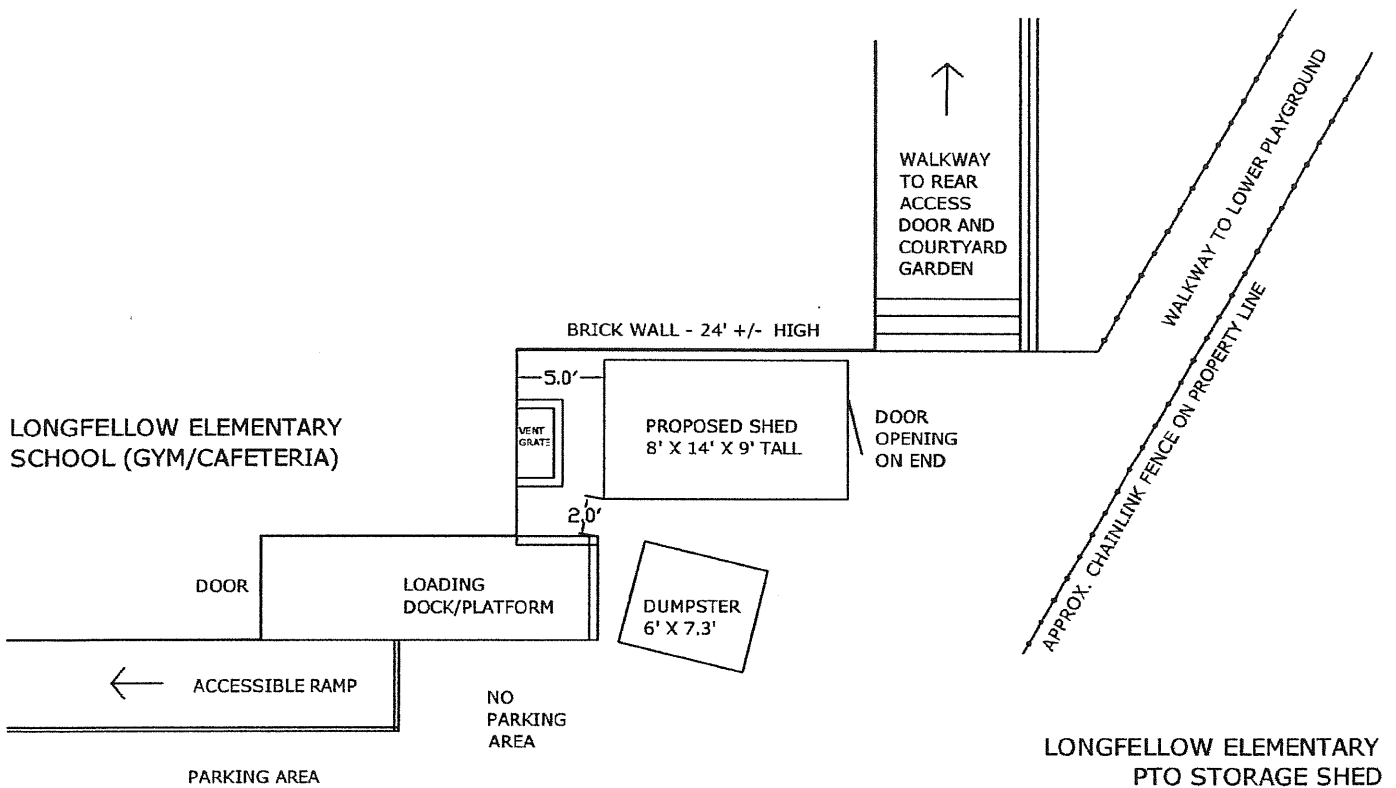 WALKWAY
TO REAR
ACCESS
DOOR AND
COURTYARD
GARDEN
WALKWAY TO LOWER PLAYGROUND
BRICK WALL - 24' +/- HIGH
5.0'
LONGFELLOW ELEMENTARY
SCHOOL (GYM/CAFETERIA)
VENT
GRATE
PROPOSED SHED
8' X 14' X 9' TALL
DOOR
OPENING
ON END
APPROX. CHAINLINK FENCE ON PROPERTY LINE
2.0'
DOOR
LOADING
DOCK/PLATFORM
DUMPSTER
6' X 7.3'
ACCESSIBLE RAMP
NO
PARKING
AREA
PARKING AREA
LONGFELLOW ELEMENTARY
PTO STORAGE SHED